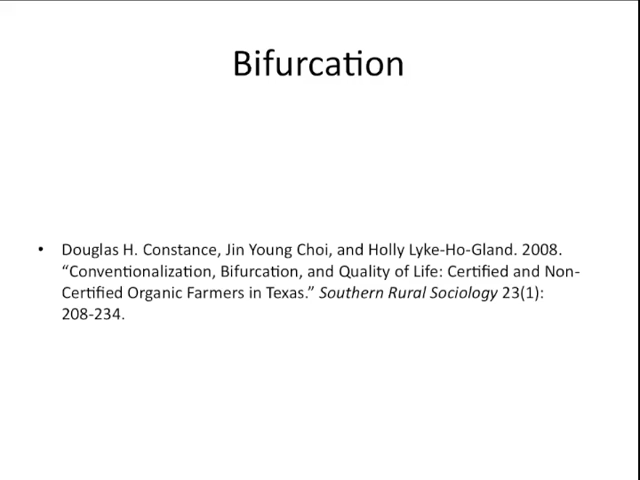 Bifurcation
• Douglas H. Constance, Jin Young Choi, and Holly Lyke-Ho-Gland. 2008.
“Conventionalization, Bifurcation, and Quality of Life: Certified and Non-
Certified Organic Farmers in Texas.” Southern Rural Sociology 23(1):
208-234.